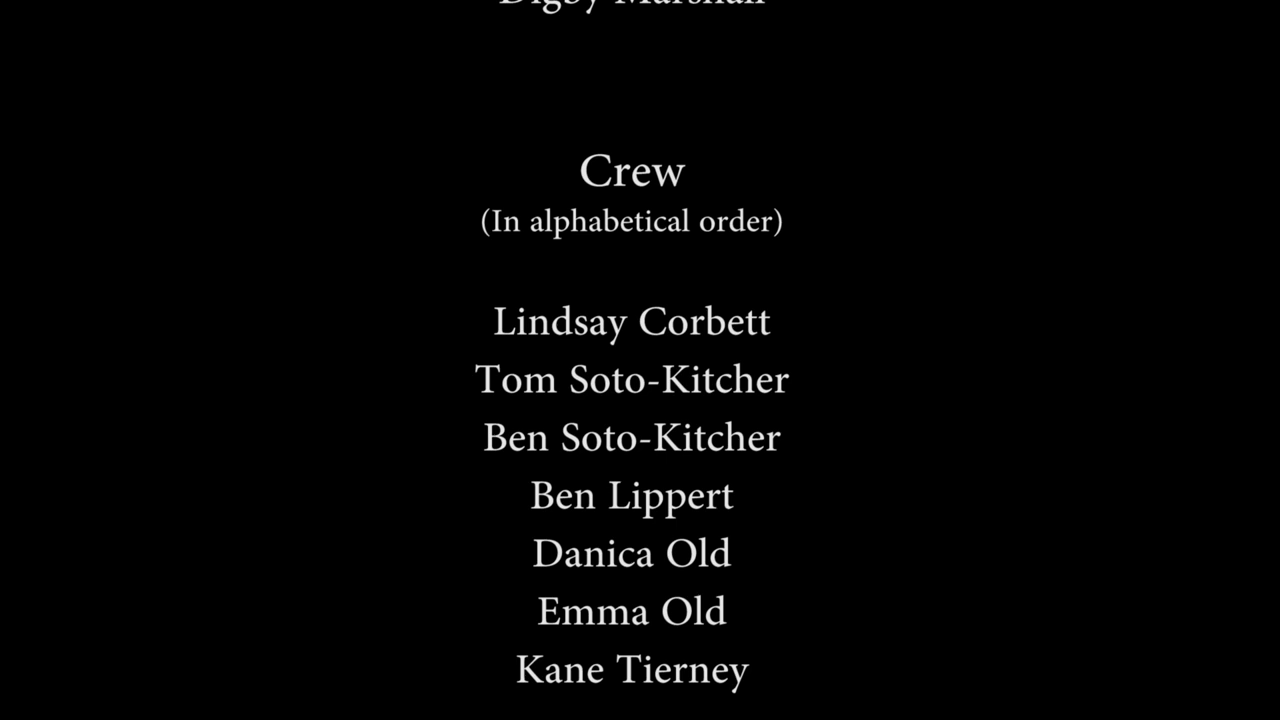 Digby Marshall
Crew
(In alphabetical order)
Lindsay Corbett
Tom Soto-Kitcher
Ben Soto-Kitcher
Ben Lippert
Danica Old
Emma Old
Kane Tierney